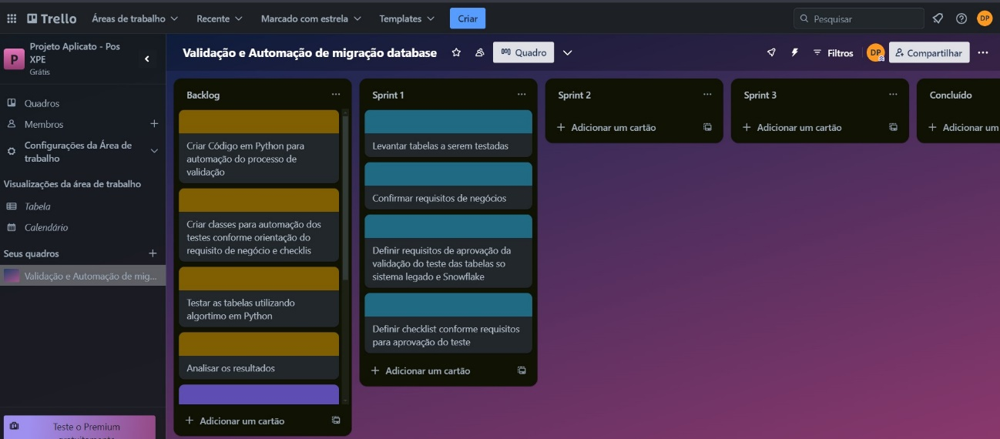 Trello Áreas de trabalho Recente Marcado com estrela Templates Criar Pesquisar DP
P Projeto Aplicato - Pos
XPE
Grátis
Quadros
Membros
Configurações da Área de
trabalho
Visualizações da área de trabalho
Tabela
Calendário
Seus quadros
Validação e Automação de mig...
Teste o Premium
Validação e Automação de migração database Quadro Filtros DP Compartilhar
Backlog
Criar Código em Python para
automação do processo de
validação
Criar classes para automação dos
testes conforme orientação do
requisito de negócio e checklis
Testar as tabelas utilizando
algortimo em Python
Analisar os resultados
Adicionar um cartão
Sprint 1
Levantar tabelas a serem testadas
Confirmar requisitos de negócios
Definir requisitos de aprovação da
validação do teste das tabelas so
sistema legado e Snowflake
Definir checklist conforme requisitos
para aprovação do teste
Adicionar um cartão
Sprint 2
Adicionar um cartão
Sprint 3
Adicionar um cartão
Concluído
Adicionar um